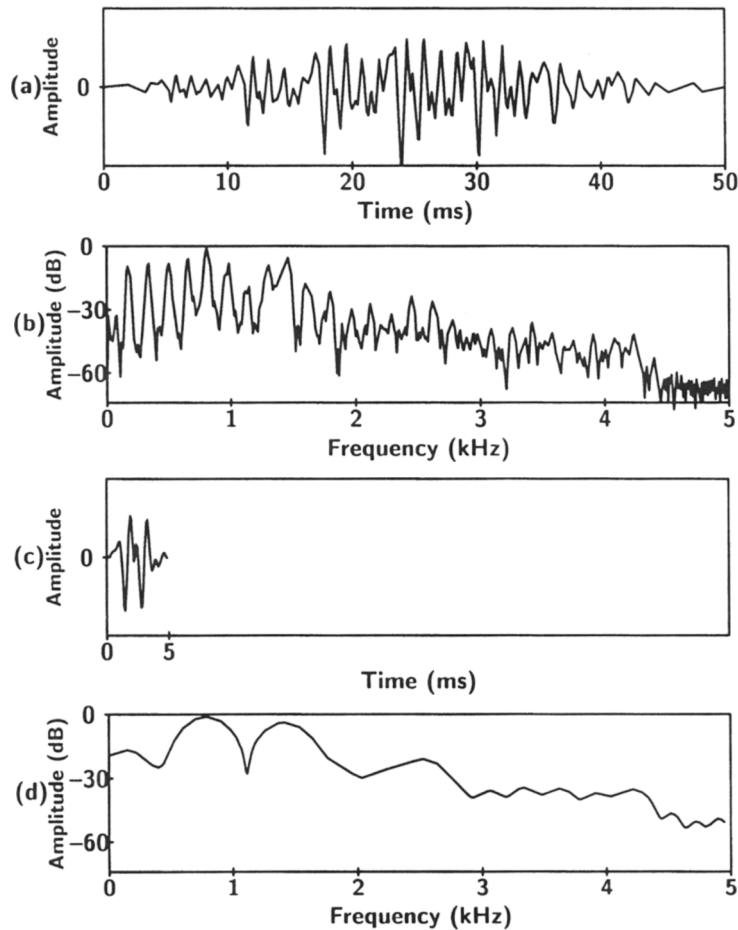 (a)
Amplitude
0
0 10 20 30 40 50
Time (ms)
(b)
Amplitude (dB)
0
−30
−60
0 1 2 3 4 5
Frequency (kHz)
(c)
Amplitude
0
0 5
Time (ms)
(d)
Amplitude (dB)
0
−30
−60
0 1 2 3 4 5
Frequency (kHz)